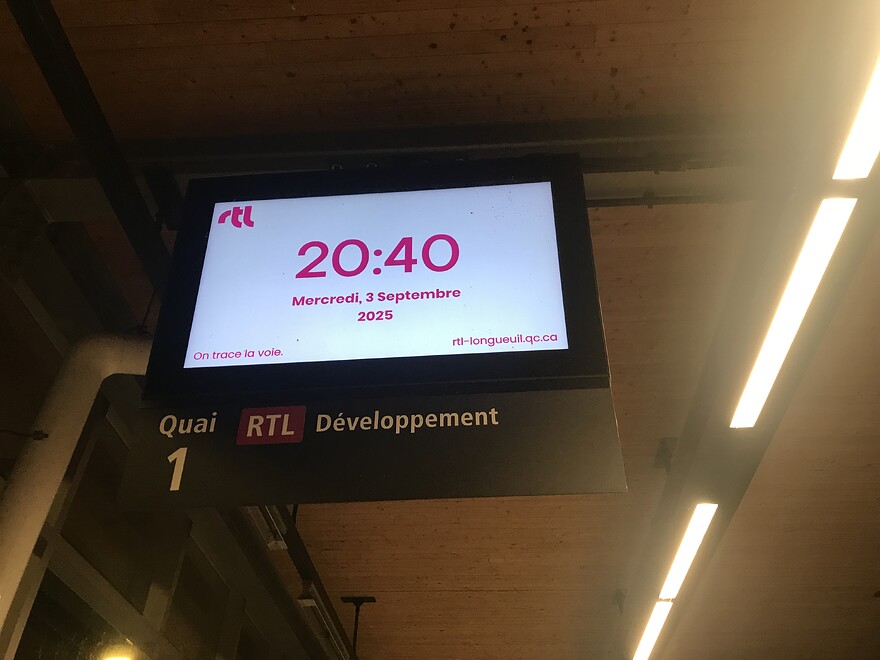 rtl
20:40
Mercredi, 3 Septembre
2025
On trace la voie.
rtl-longueuil.qc.ca
Quai RTL Développement
1